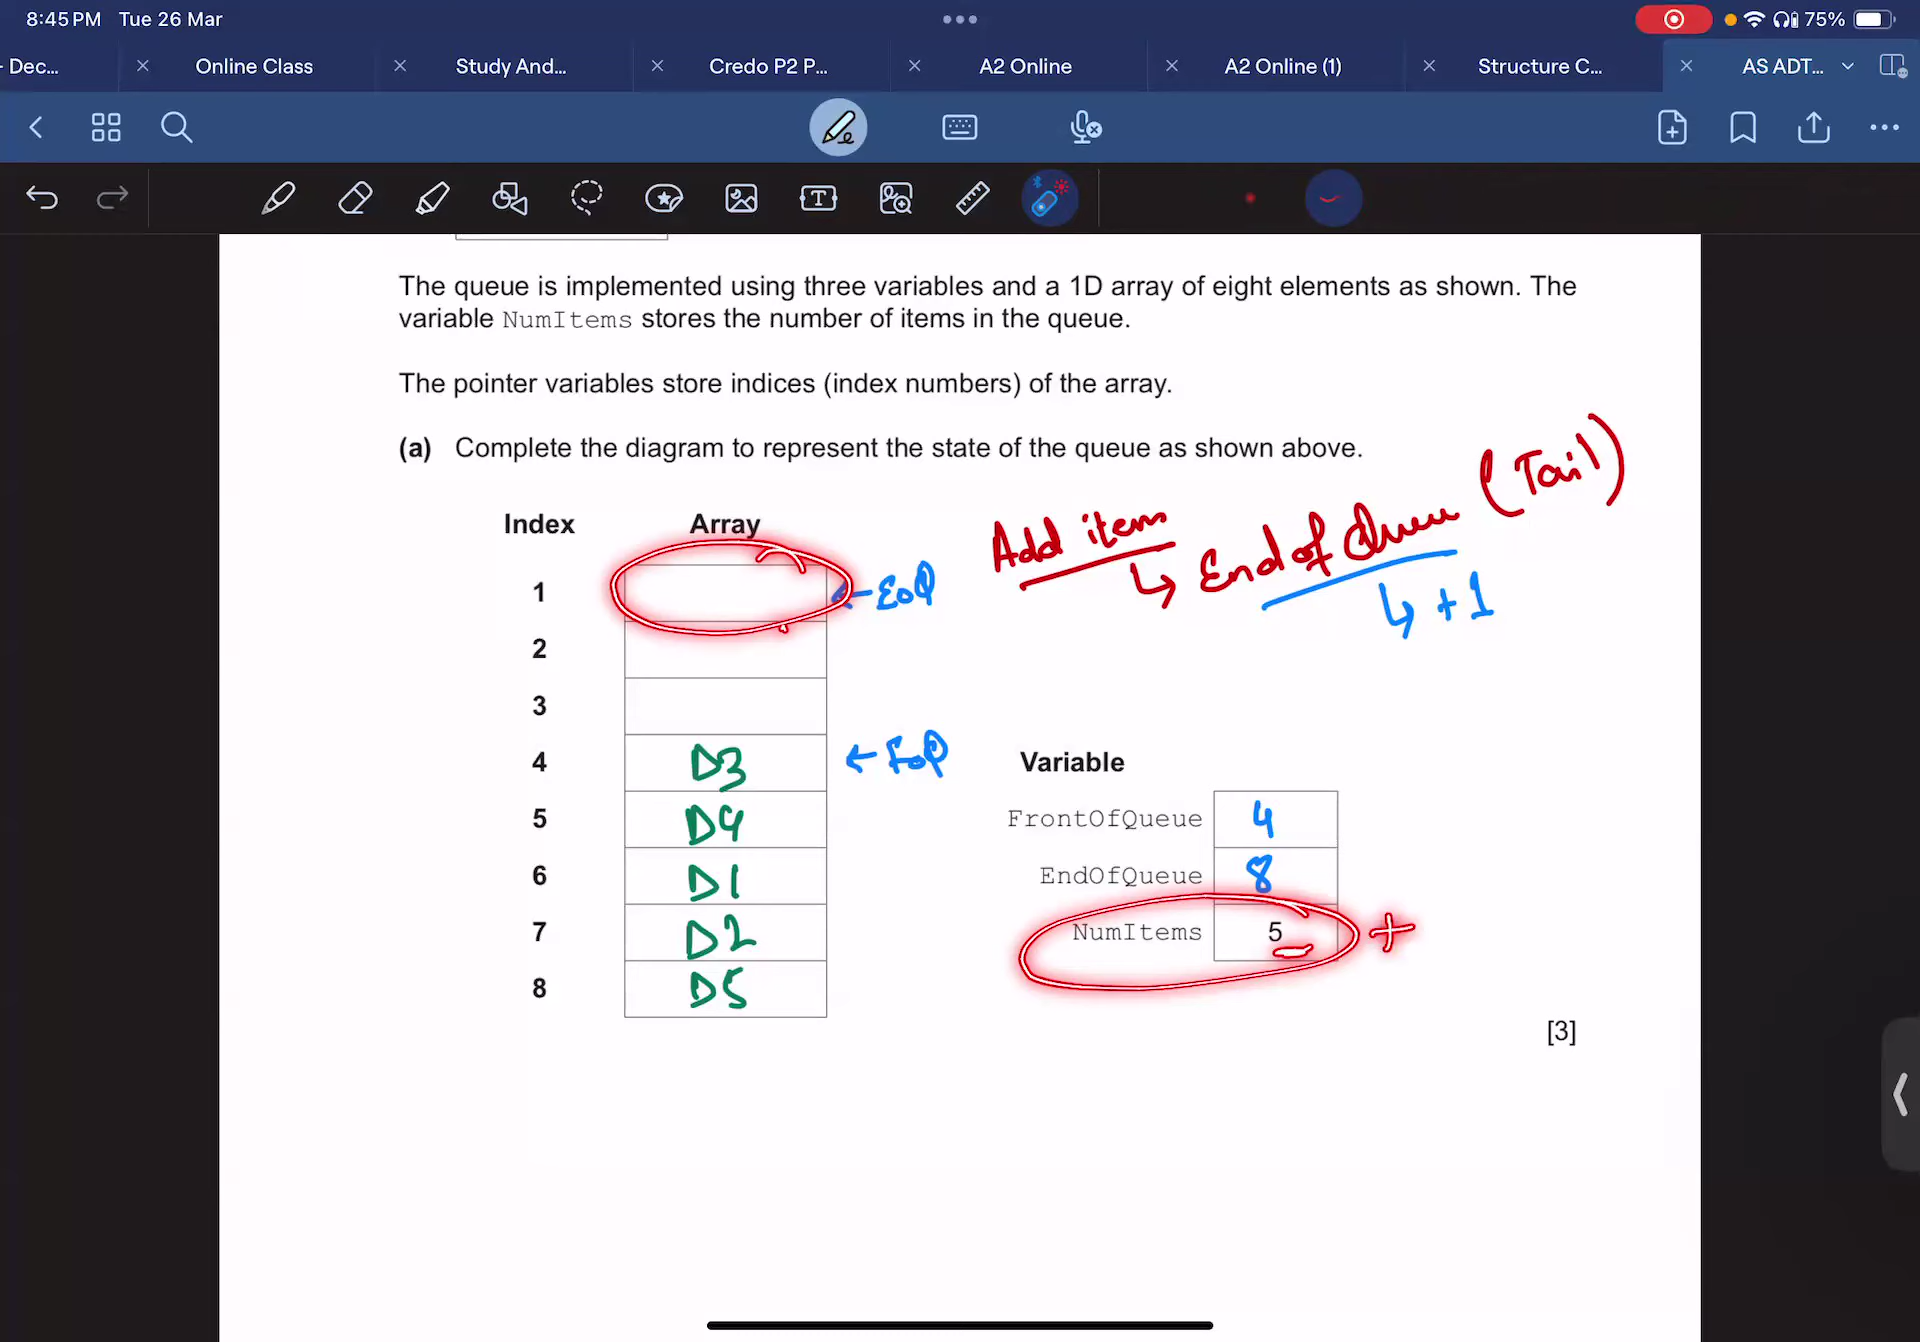 8:45 PM Tue 26 Mar
75%
- Dec...
Online Class
Study And...
Credo P2 P...
A2 Online
A2 Online (1)
Structure C...
AS ADT...
The queue is implemented using three variables and a 1D array of eight elements as shown. The
variable NumItems stores the number of items in the queue.
The pointer variables store indices (index numbers) of the array.
(a) Complete the diagram to represent the state of the queue as shown above.
Add item
↳ End of Queue (Tail)
↳ +1
Index Array
1 ← EoQ
2
3
4 D3 ← FoQ
5 D4
6 D1
7 D2
8 D5
Variable
FrontOfQueue 4
EndOfQueue 8
NumItems 5 +
[3]